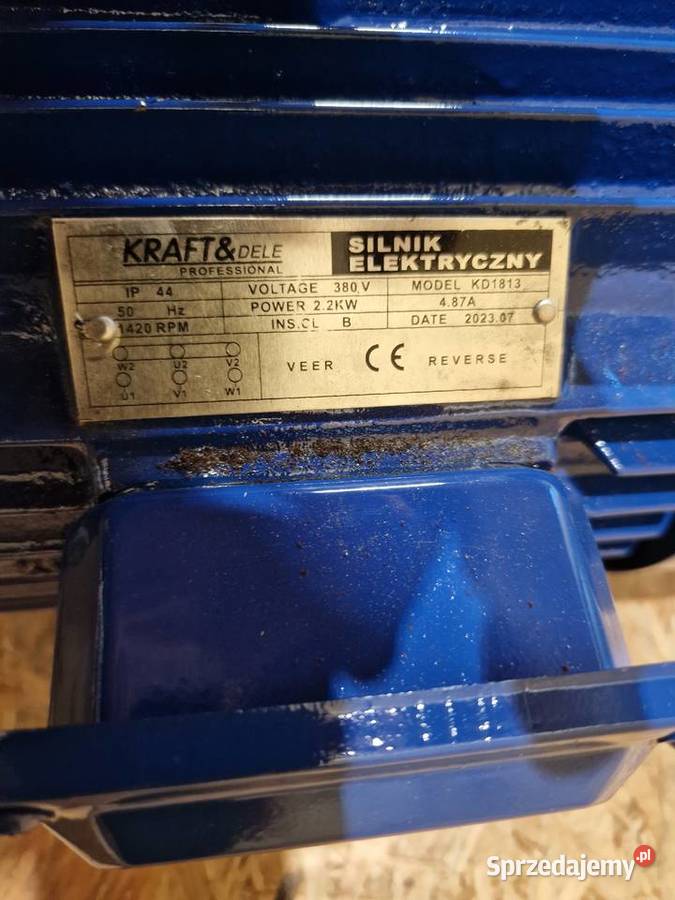 KRAFT&DELE
PROFESSIONAL
SILNIK
ELEKTRYCZNY
IP 44 VOLTAGE 380,V MODEL KD1813
50 Hz POWER 2.2KW 4.87A
1420 RPM INS.CL B DATE 2023.07
W2 U2 V2
U1 V1 W1
VEER CE REVERSE
Sprzedajemy.pl